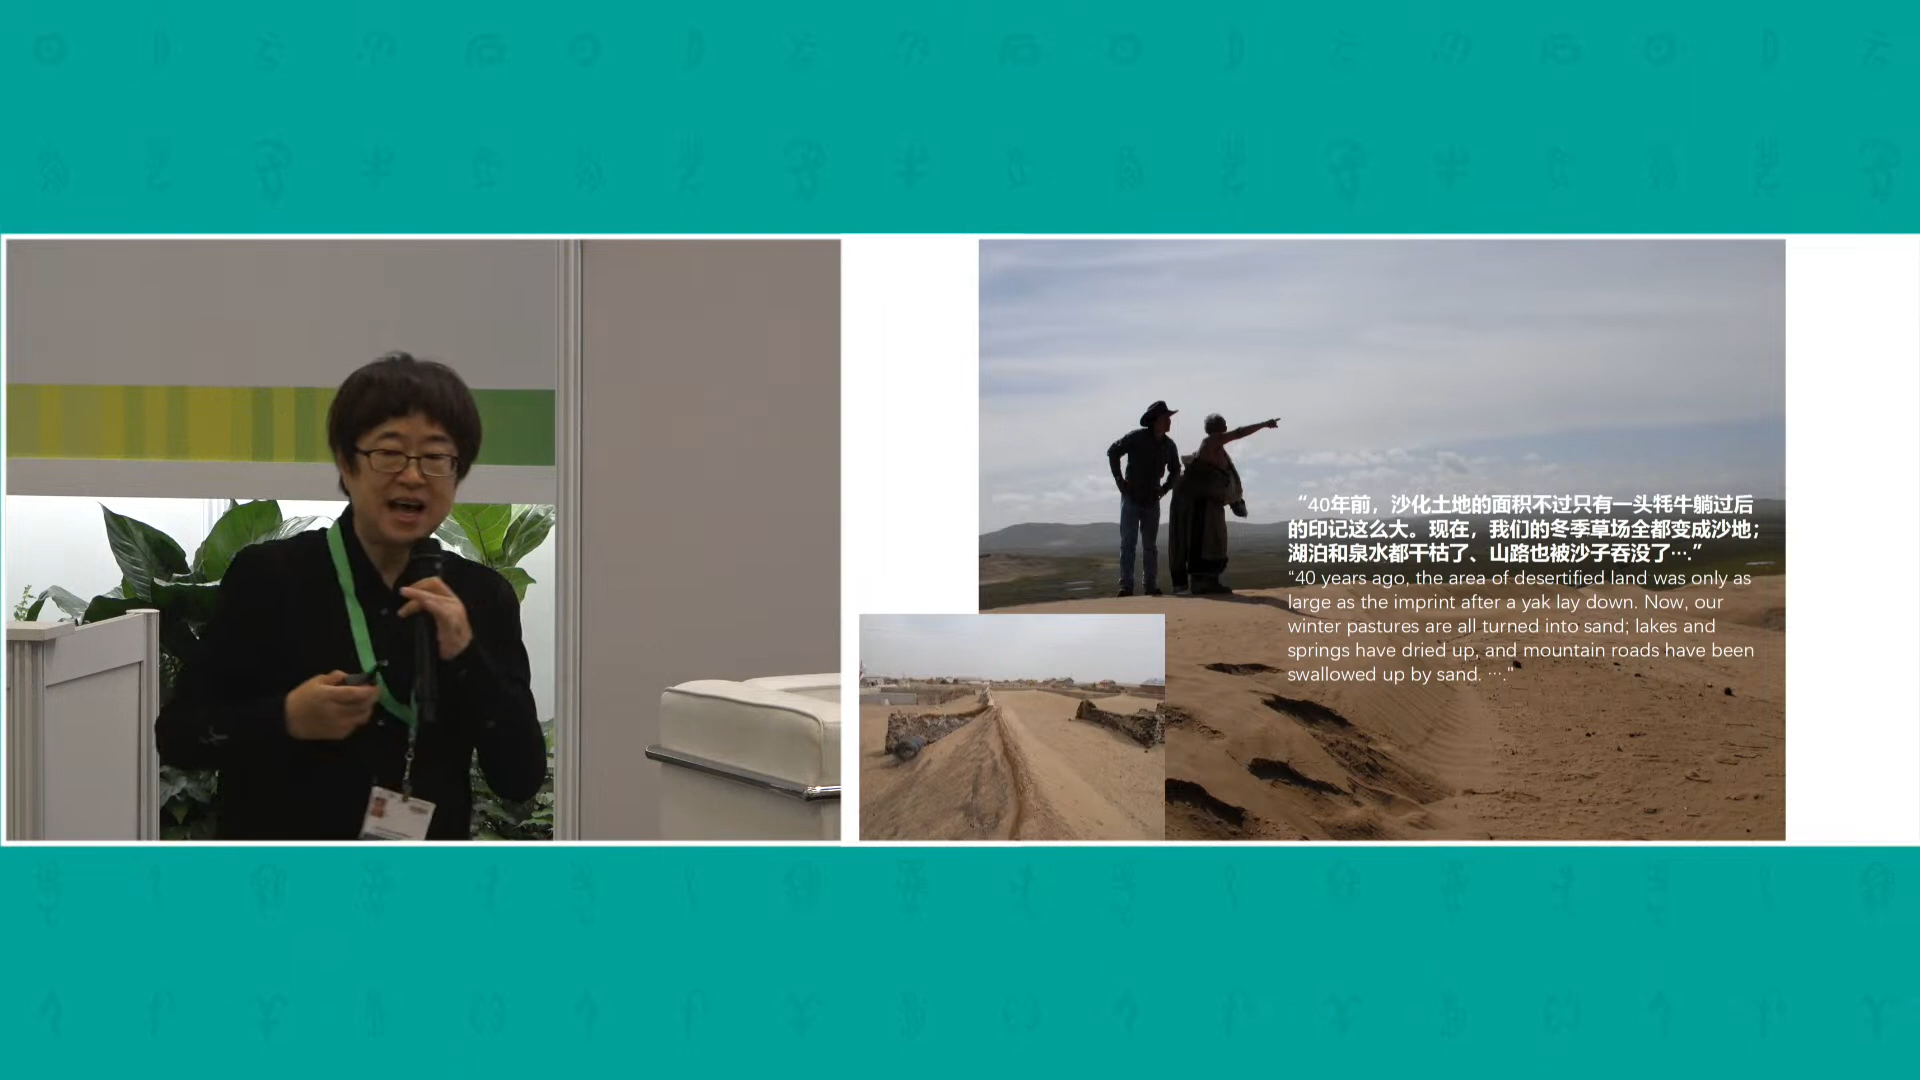 “40年前，沙化土地的面积不过只有一头牦牛躺过后
的印记这么大。现在，我们的冬季草场全都变成沙地；
湖泊和泉水都干枯了、山路也被沙子吞没了….”
“40 years ago, the area of desertified land was only as
large as the imprint after a yak lay down. Now, our
winter pastures are all turned into sand; lakes and
springs have dried up, and mountain roads have been
swallowed up by sand. ….”